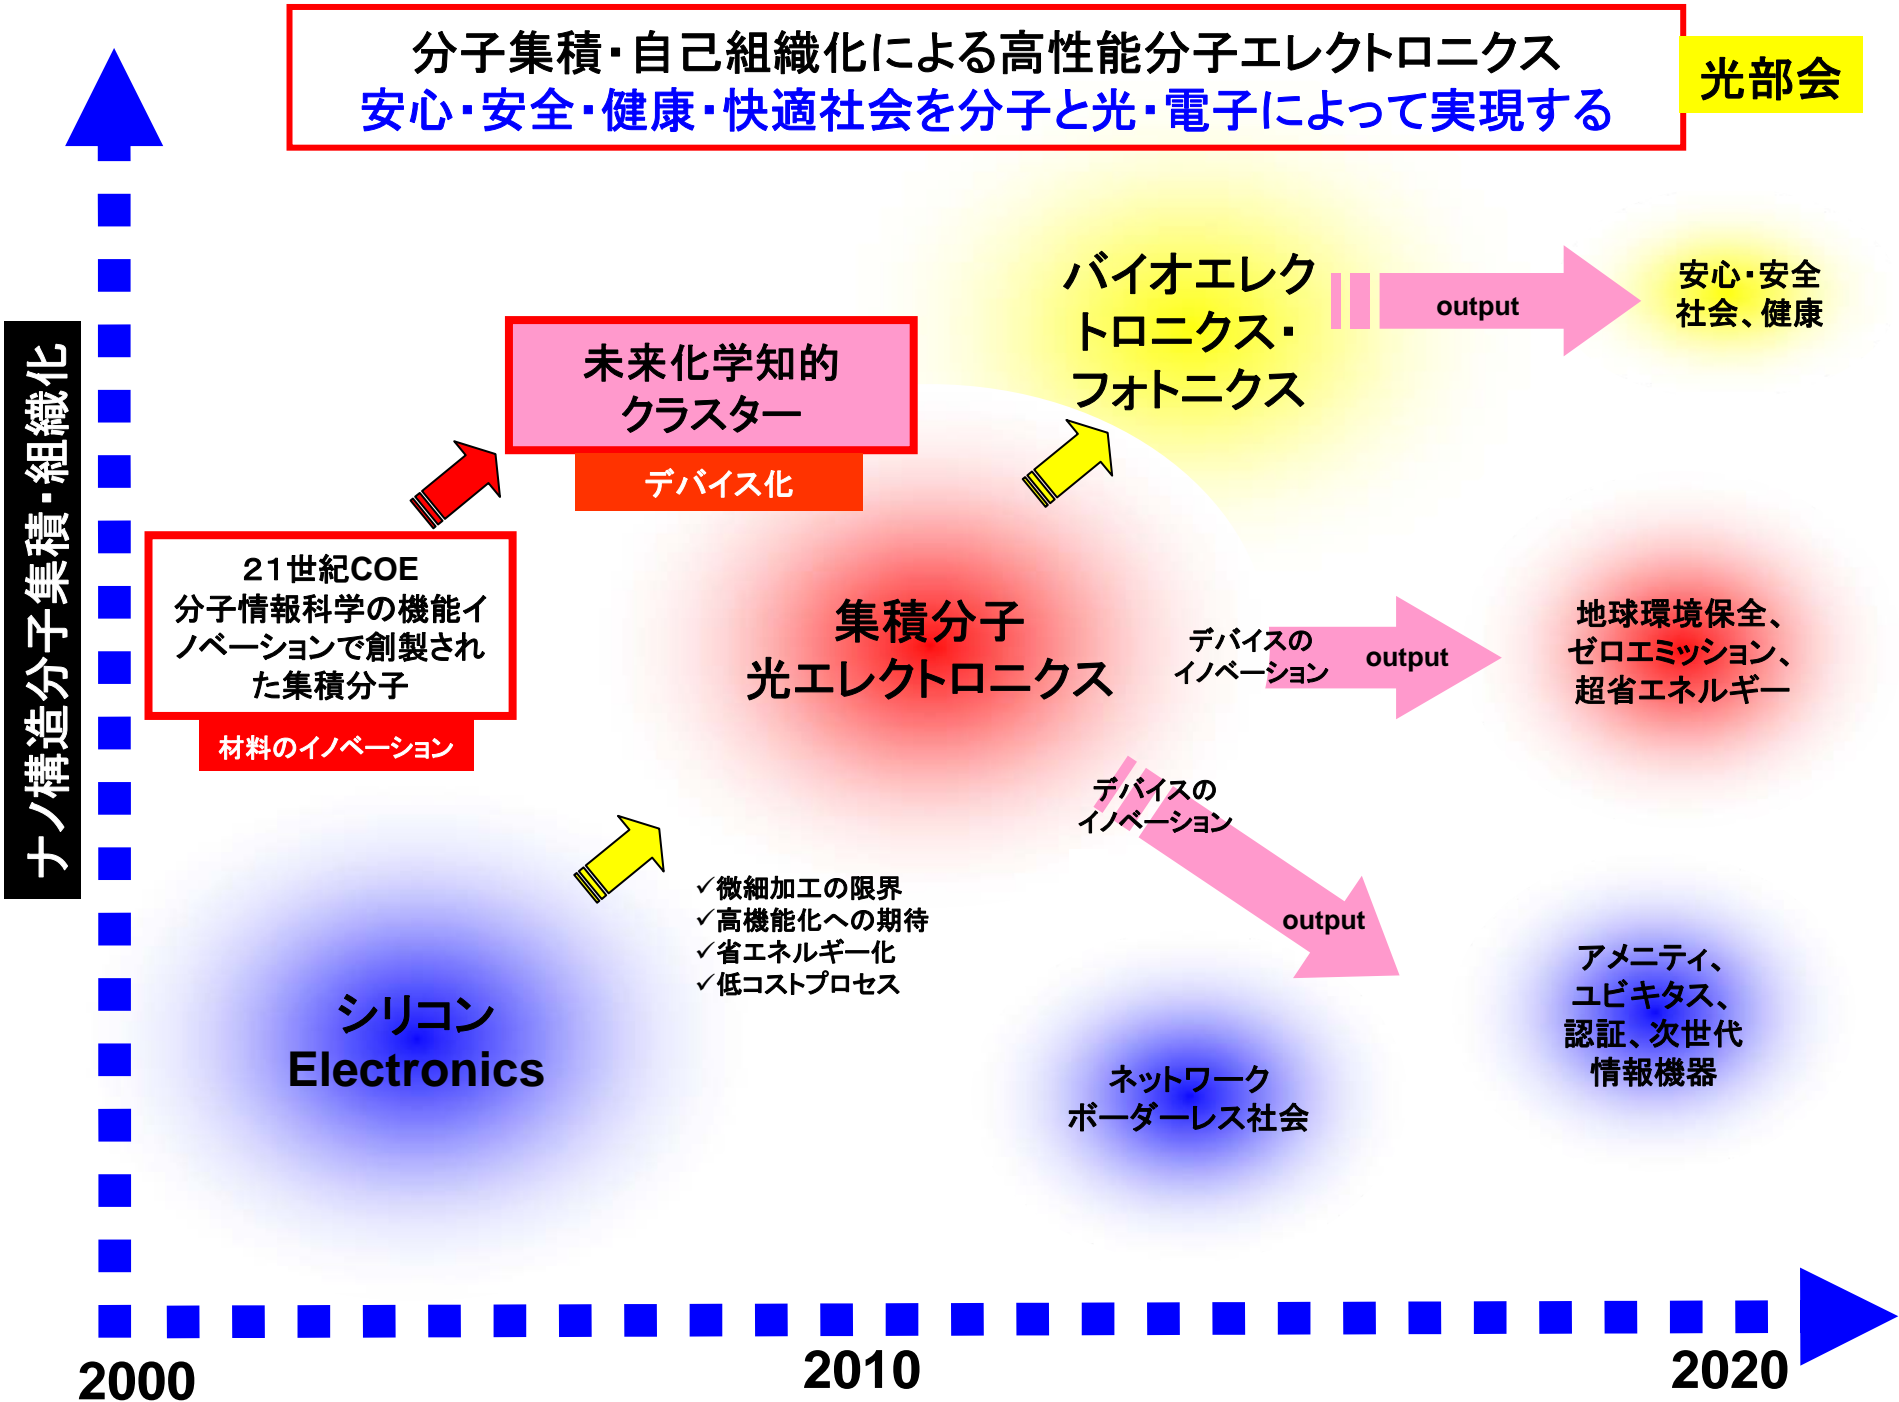 分子集積・自己組織化による高性能分子エレクトロニクス
安心・安全・健康・快適社会を分子と光・電子によって実現する
光部会
ナノ構造分子集積・組織化
バイオエレク
トロニクス・
フォトニクス
output
安心・安全
社会、健康
未来化学知的
クラスター
デバイス化
21世紀COE
分子情報科学の機能イ
ノベーションで創製され
た集積分子
材料のイノベーション
集積分子
光エレクトロニクス
デバイスの
イノベーション
output
地球環境保全、
ゼロエミッション、
超省エネルギー
デバイスの
イノベーション
output
✓微細加工の限界
✓高機能化への期待
✓省エネルギー化
✓低コストプロセス
シリコン
Electronics
ネットワーク
ボーダーレス社会
アメニティ、
ユビキタス、
認証、次世代
情報機器
2000
2010
2020